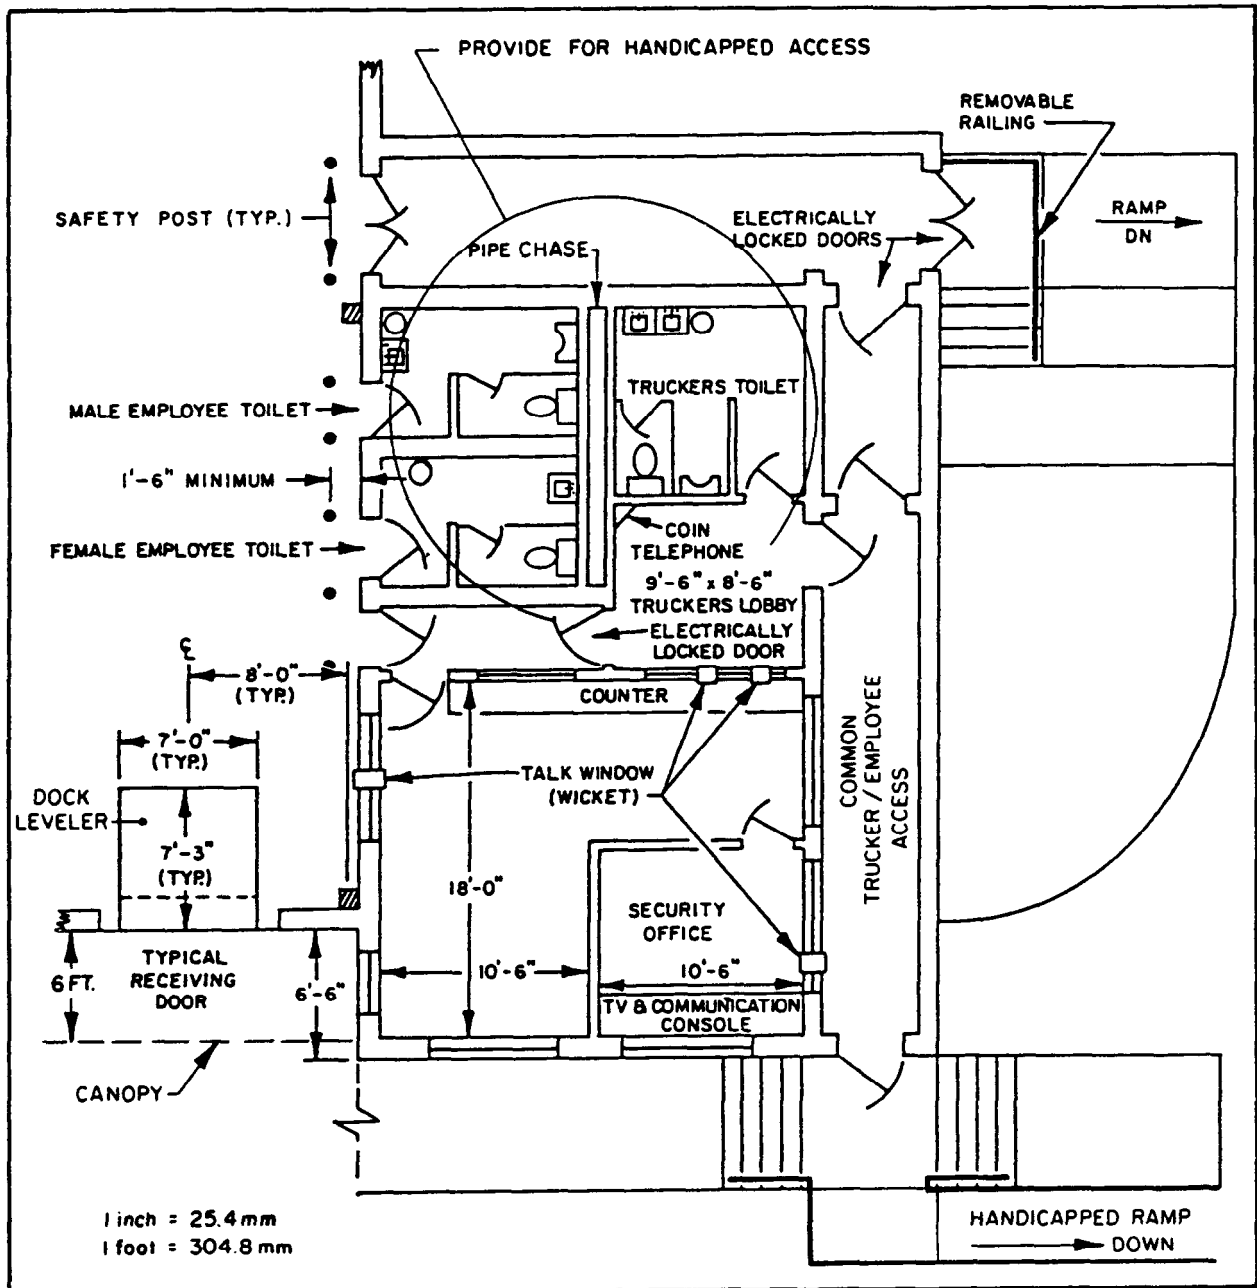 PROVIDE FOR HANDICAPPED ACCESS
REMOVABLE
RAILING
SAFETY POST (TYP.)
ELECTRICALLY
LOCKED DOORS
RAMP
DN
PIPE CHASE
TRUCKERS TOILET
MALE EMPLOYEE TOILET
1'-6" MINIMUM
COIN
TELEPHONE
FEMALE EMPLOYEE TOILET
9'-6" x 8'-6"
TRUCKERS LOBBY
ELECTRICALLY
LOCKED DOOR
℄
8'-0"
(TYP.)
COUNTER
7'-0"
(TYP.)
TALK WINDOW
(WICKET)
COMMON
TRUCKER / EMPLOYEE
ACCESS
DOCK
LEVELER
7'-3"
(TYP.)
18'-0"
SECURITY
OFFICE
TYPICAL
RECEIVING
DOOR
6 FT.
6'-6"
10'-6"
10'-6"
TV & COMMUNICATION
CONSOLE
CANOPY
1 inch = 25.4 mm
1 foot = 304.8 mm
HANDICAPPED RAMP
DOWN